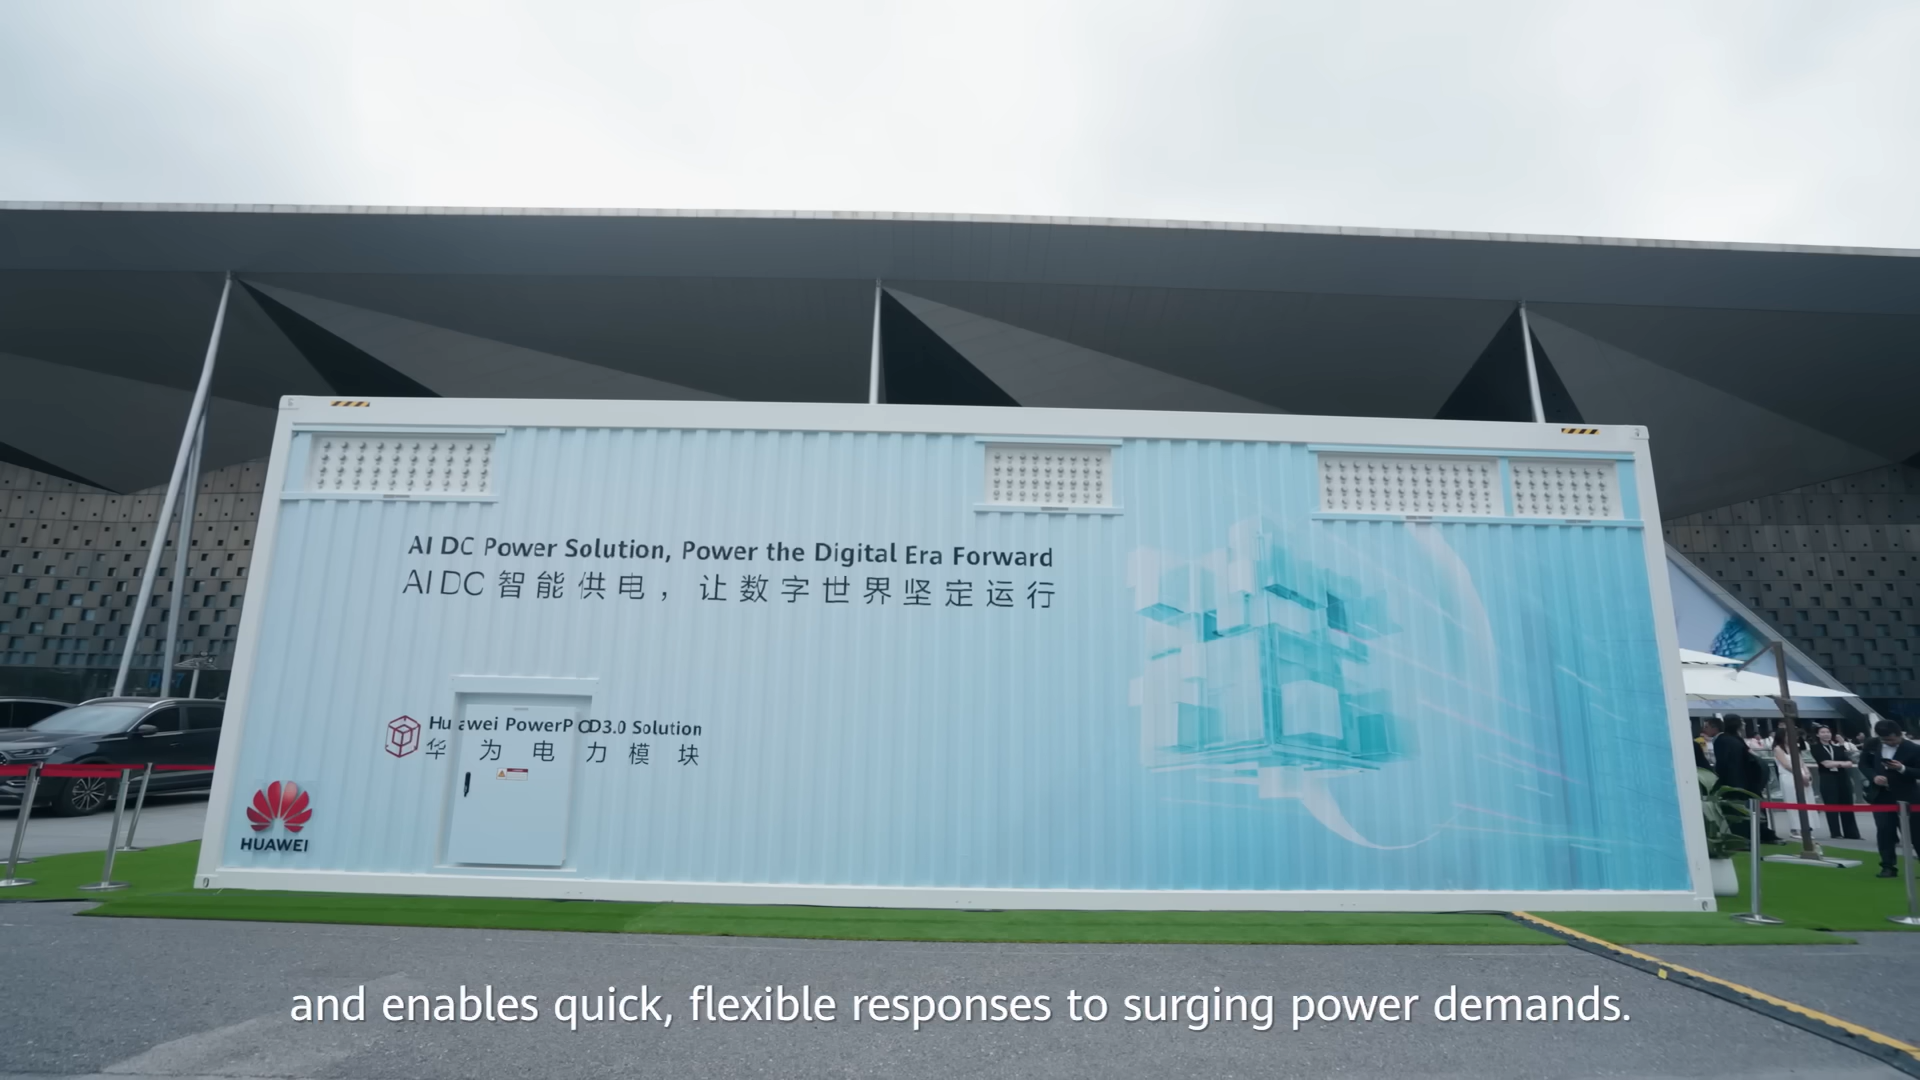 AI DC Power Solution, Power the Digital Era Forward
AI DC 智能供电，让数字世界坚定运行
Huawei PowerPOD3.0 Solution
华为电力模块
HUAWEI
and enables quick, flexible responses to surging power demands.